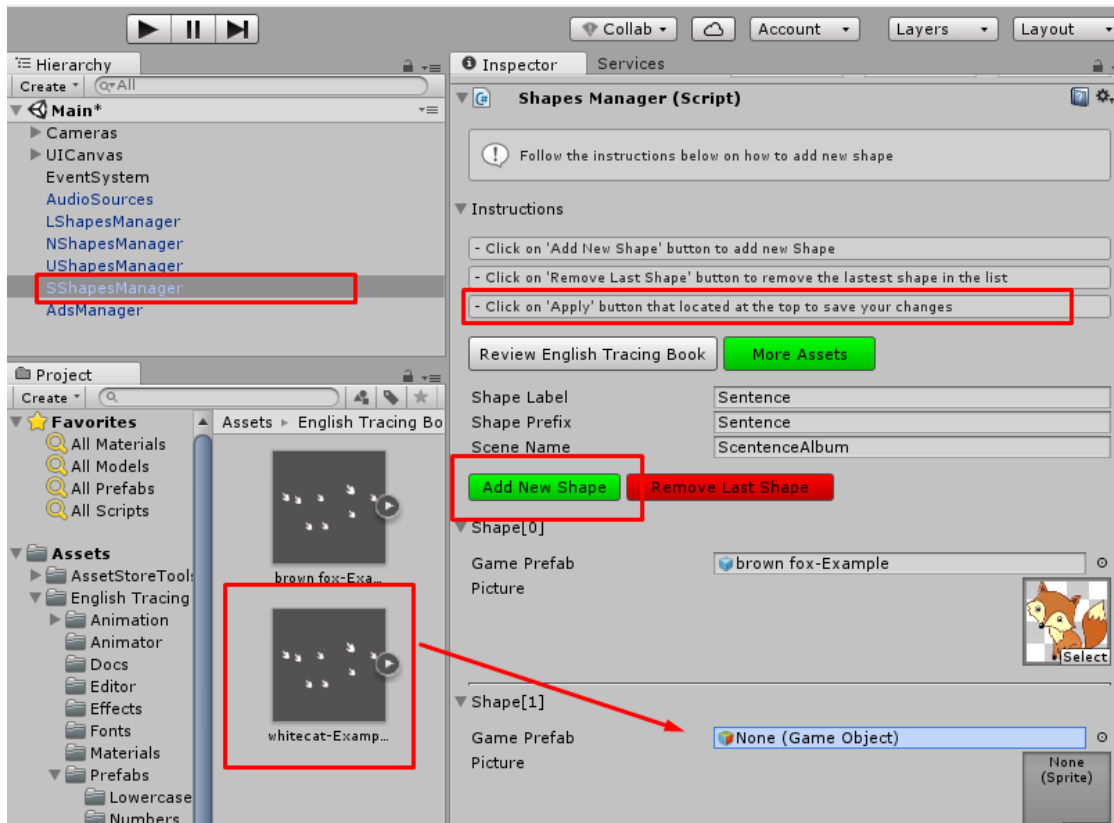 Collab
Account
Layers
Layout
Hierarchy
Create
All
Main*
Cameras
UICanvas
EventSystem
AudioSources
LShapesManager
NShapesManager
UShapesManager
SShapesManager
AdsManager
Project
Create
Favorites
All Materials
All Models
All Prefabs
All Scripts
Assets
AssetStoreTools
English Tracing
Animation
Animator
Docs
Editor
Effects
Fonts
Materials
Prefabs
Lowercase
Numbers
Assets English Tracing Bo
brown fox-Exa...
whitecat-Examp...
Inspector Services
Shapes Manager (Script)
Follow the instructions below on how to add new shape
Instructions
- Click on 'Add New Shape' button to add new Shape
- Click on 'Remove Last Shape' button to remove the lastest shape in the list
- Click on 'Apply' button that located at the top to save your changes
Review English Tracing Book
More Assets
Shape Label Sentence
Shape Prefix Sentence
Scene Name ScentenceAlbum
Add New Shape
Remove Last Shape
Shape[0]
Game Prefab brown fox-Example
Picture
Select
Shape[1]
Game Prefab None (Game Object)
Picture
None
(Sprite)